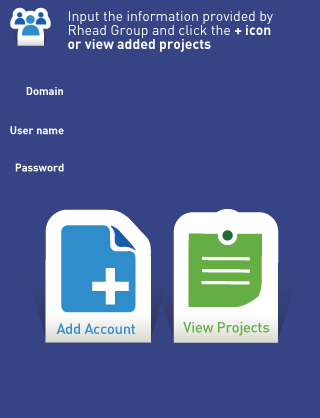 Input the information provided by
Rhead Group and click the + icon
or view added projects
Domain
User name
Password
Add Account
View Projects